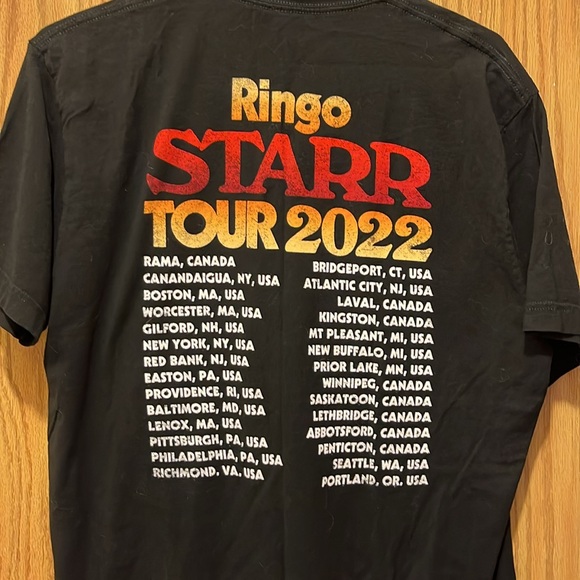 Ringo
STARR
TOUR 2022
RAMA, CANADA
CANANDAIGUA, NY, USA
BOSTON, MA, USA
WORCESTER, MA, USA
GILFORD, NH, USA
NEW YORK, NY, USA
RED BANK, NJ, USA
EASTON, PA, USA
PROVIDENCE, RI, USA
BALTIMORE, MD, USA
LENOX, MA, USA
PITTSBURGH, PA, USA
PHILADELPHIA, PA, USA
RICHMOND, VA, USA
BRIDGEPORT, CT, USA
ATLANTIC CITY, NJ, USA
LAVAL, CANADA
KINGSTON, CANADA
MT PLEASANT, MI, USA
NEW BUFFALO, MI, USA
PRIOR LAKE, MN, USA
WINNIPEG, CANADA
SASKATOON, CANADA
LETHBRIDGE, CANADA
ABBOTSFORD, CANADA
PENTICTON, CANADA
SEATTLE, WA, USA
PORTLAND, OR, USA